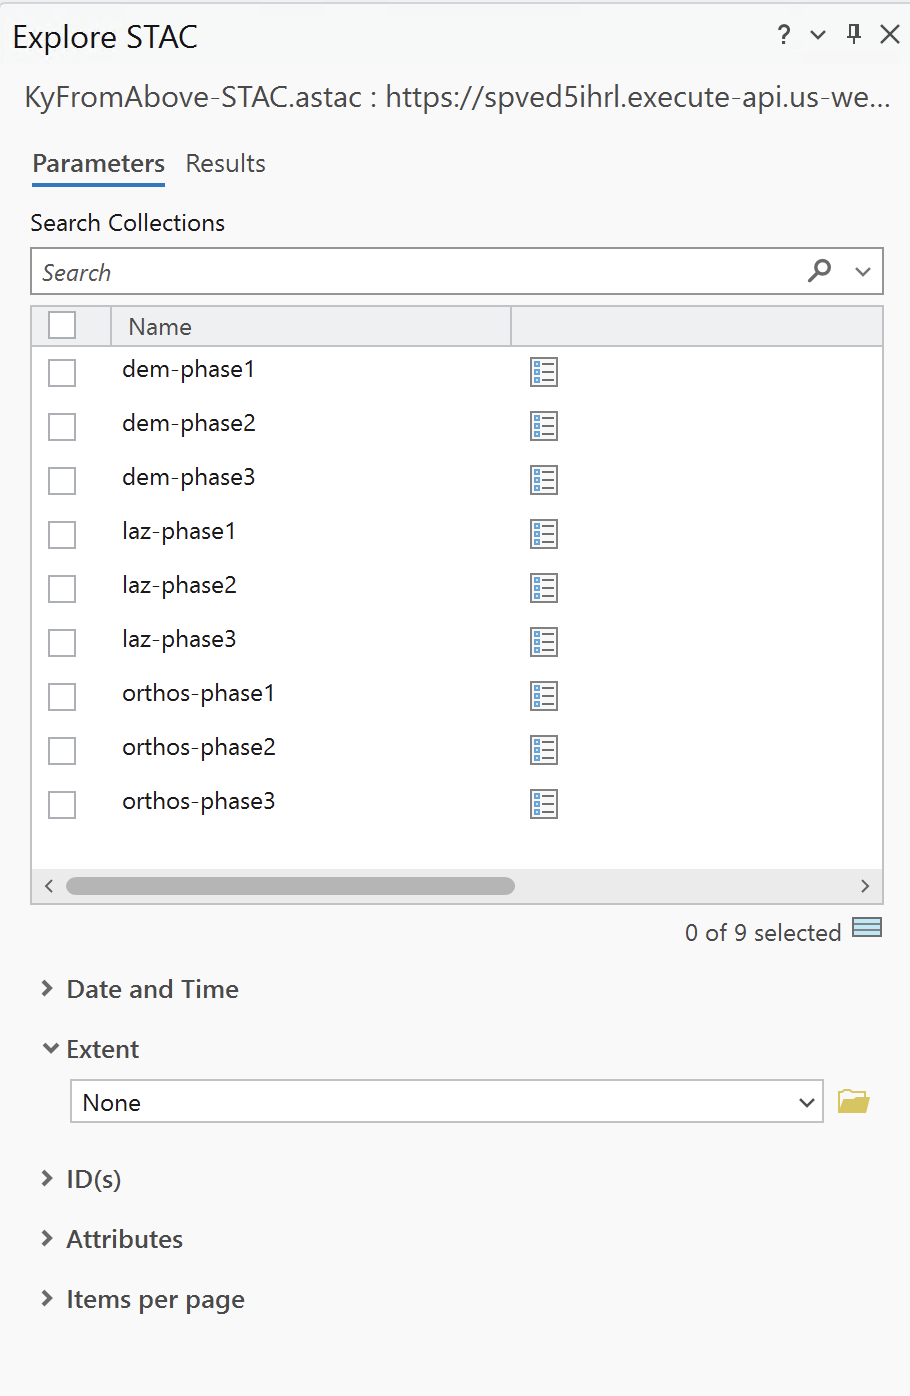 Explore STAC
KyFromAbove-STAC.astac : https://spved5ihrl.execute-api.us-we...
Parameters Results
Search Collections
Search
Name
dem-phase1
dem-phase2
dem-phase3
laz-phase1
laz-phase2
laz-phase3
orthos-phase1
orthos-phase2
orthos-phase3
0 of 9 selected
Date and Time
Extent
None
ID(s)
Attributes
Items per page